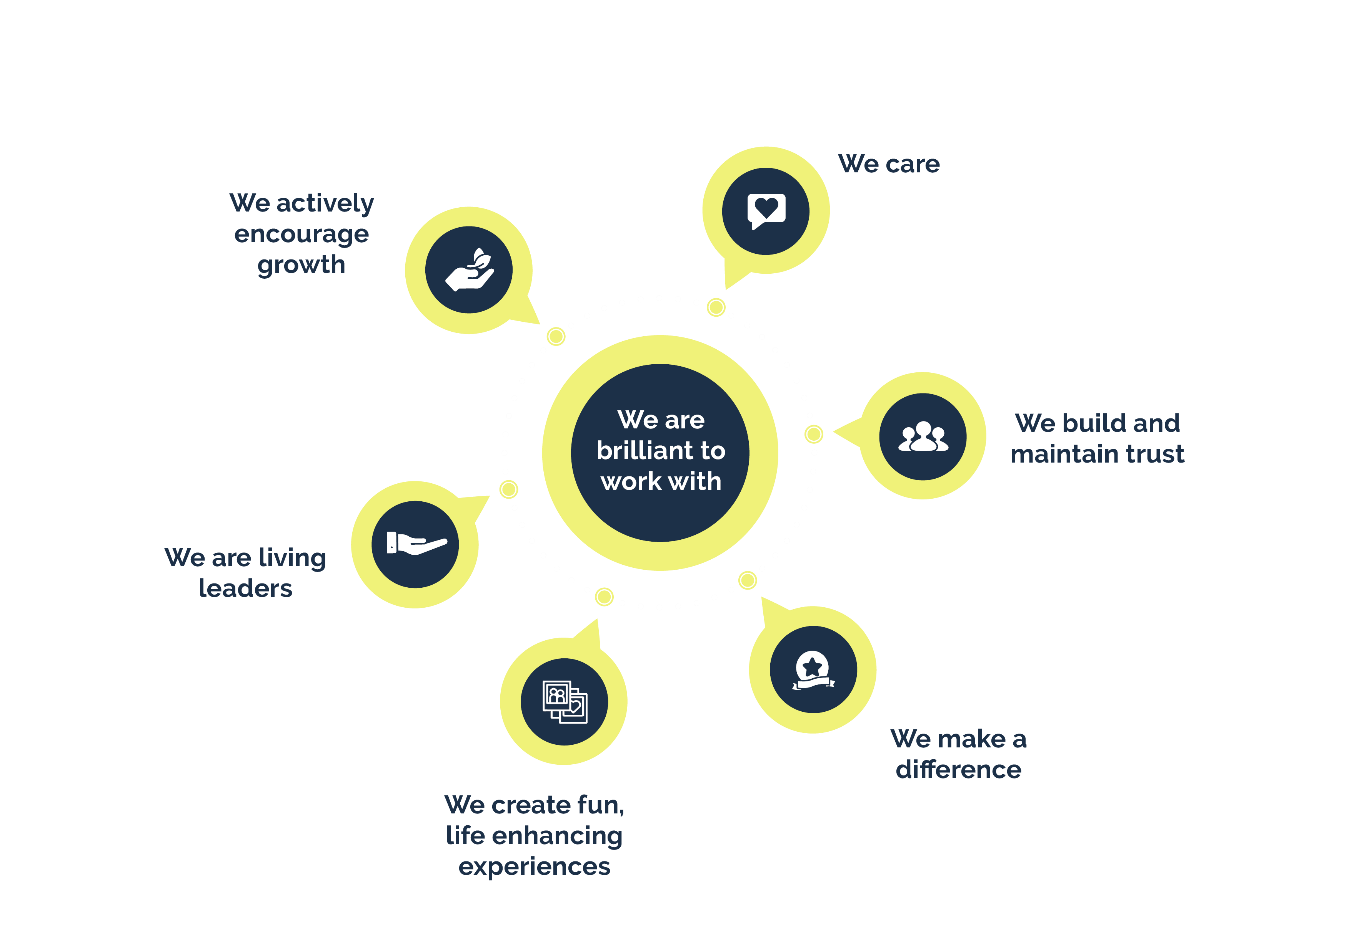 We care
We actively
encourage
growth
We are
brilliant to
work with
We build and
maintain trust
We are living
leaders
We make a
difference
We create fun,
life enhancing
experiences